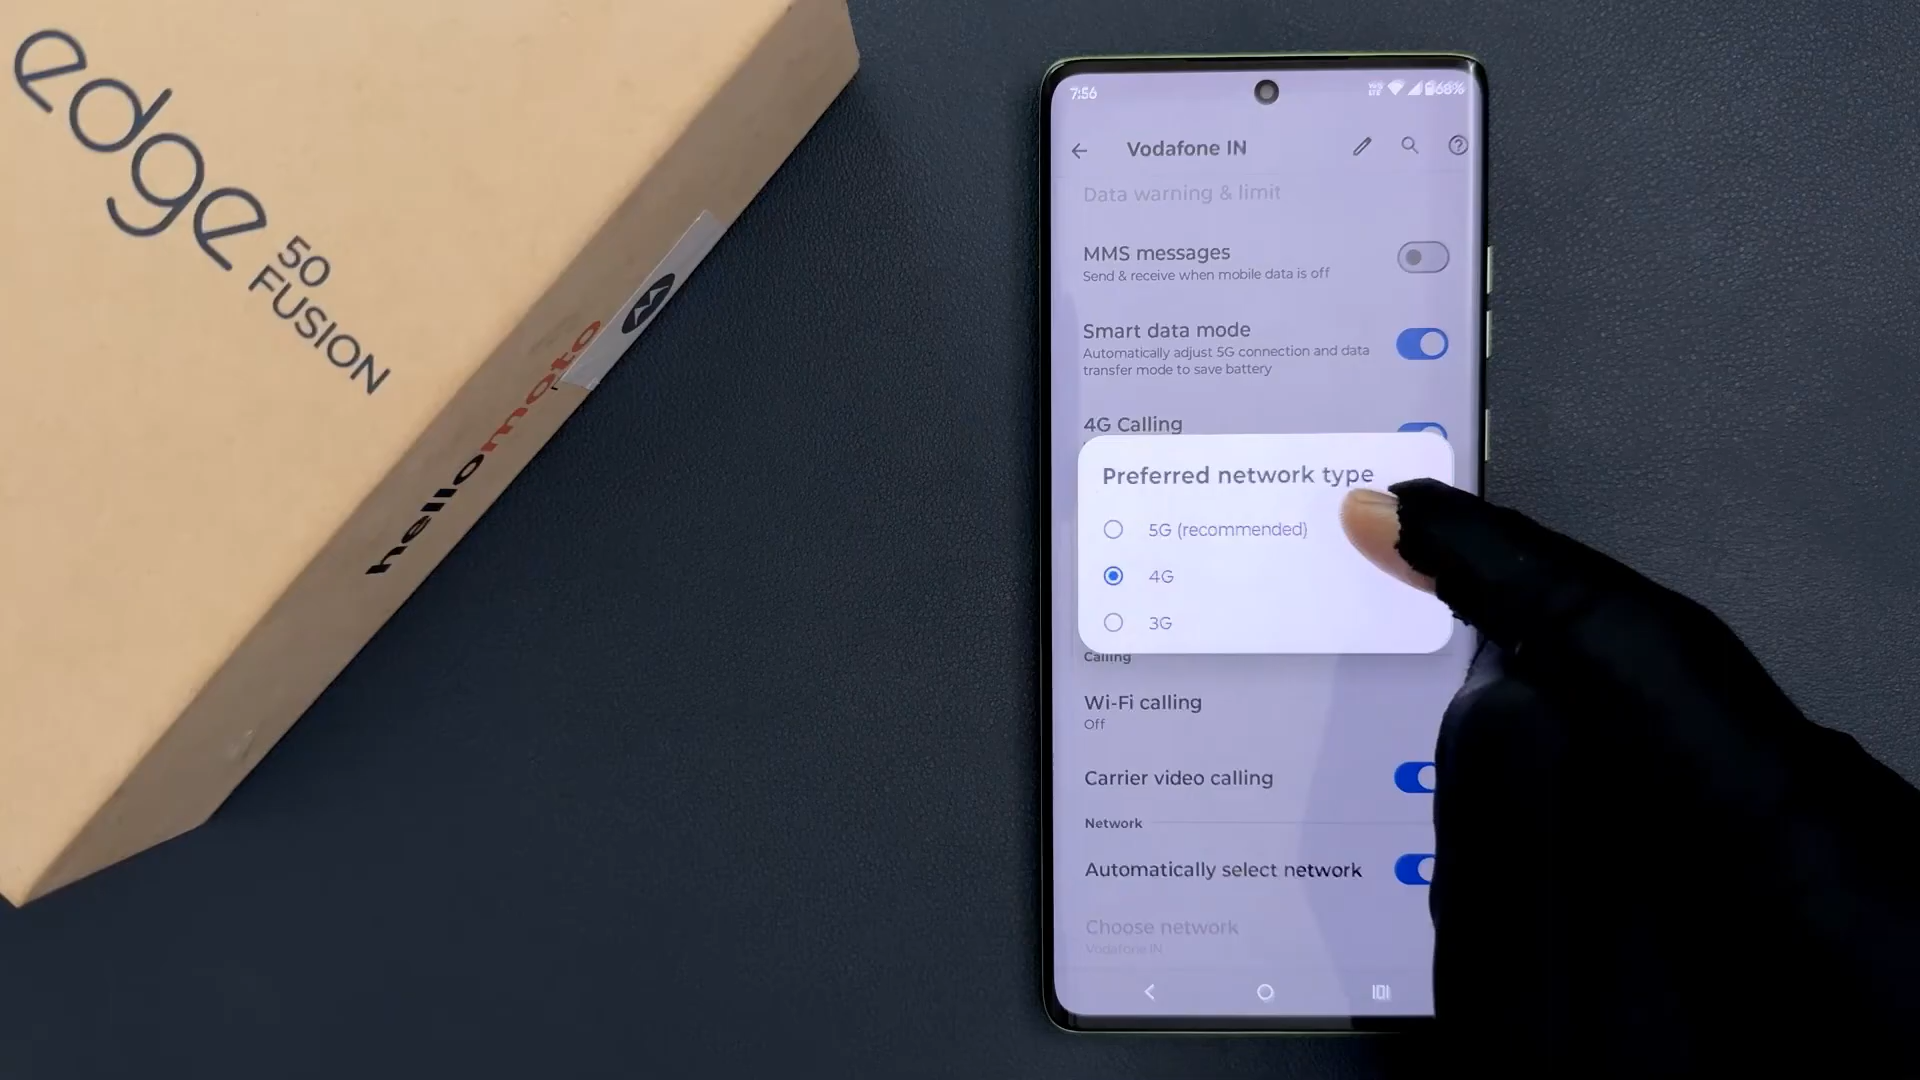 edge
50
FUSION
hellomoto
7:56
68%
Vodafone IN
Data warning & limit
MMS messages
Send & receive when mobile data is off
Smart data mode
Automatically adjust 5G connection and data
transfer mode to save battery
4G Calling
Preferred network type
5G (recommended)
4G
3G
Calling
Wi-Fi calling
Off
Carrier video calling
Network
Automatically select network
Choose network
Vodafone IN